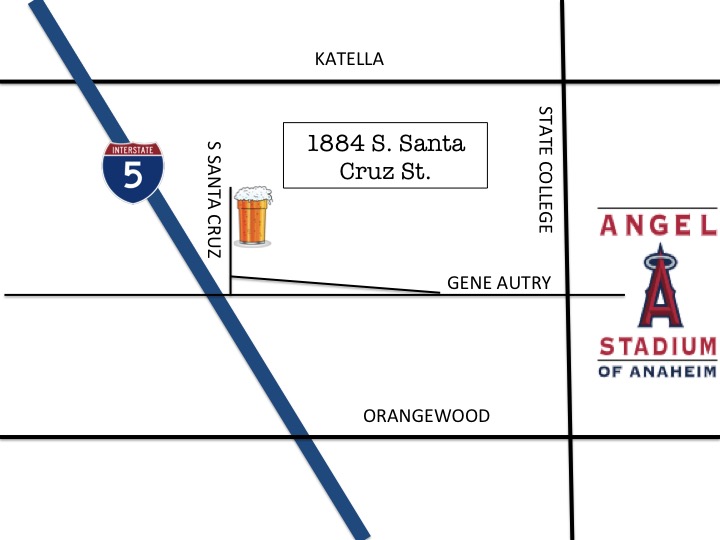 KATELLA
INTERSTATE
5
S SANTA CRUZ
1884 S. Santa
Cruz St.
STATE COLLEGE
ANGEL
A
STADIUM
OF ANAHEIM
GENE AUTRY
ORANGEWOOD